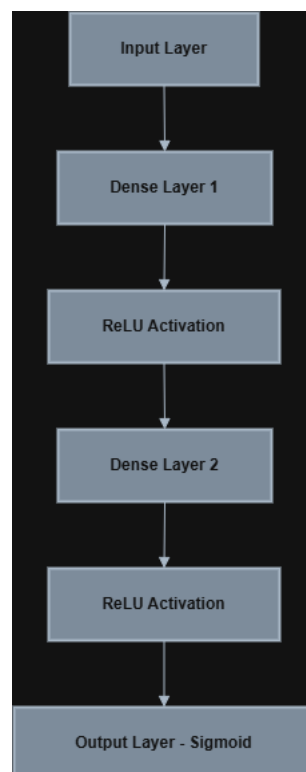 Input Layer
Dense Layer 1
ReLU Activation
Dense Layer 2
ReLU Activation
Output Layer - Sigmoid